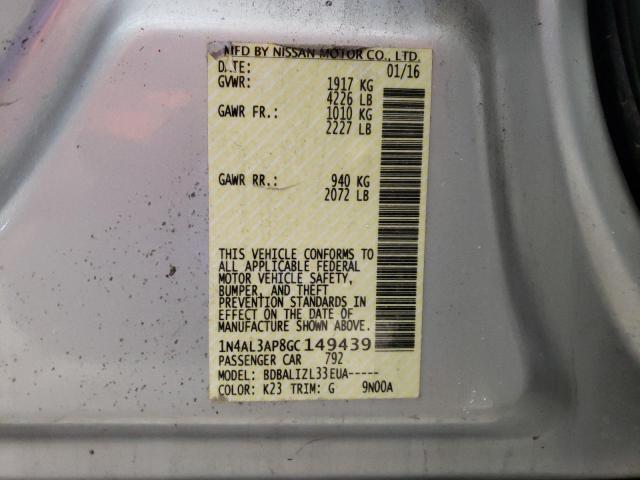 MFD BY NISSAN MOTOR CO., LTD.
DATE: 01/16
GVWR: 1917 KG
4226 LB
GAWR FR.: 1010 KG
2227 LB
GAWR RR.: 940 KG
2072 LB
THIS VEHICLE CONFORMS TO
ALL APPLICABLE FEDERAL
MOTOR VEHICLE SAFETY,
BUMPER, AND THEFT
PREVENTION STANDARDS IN
EFFECT ON THE DATE OF
MANUFACTURE SHOWN ABOVE.
1N4AL3AP8GC149439
PASSENGER CAR 792
MODEL: BDBALIZL33EUA-----
COLOR: K23 TRIM: G 9N00A